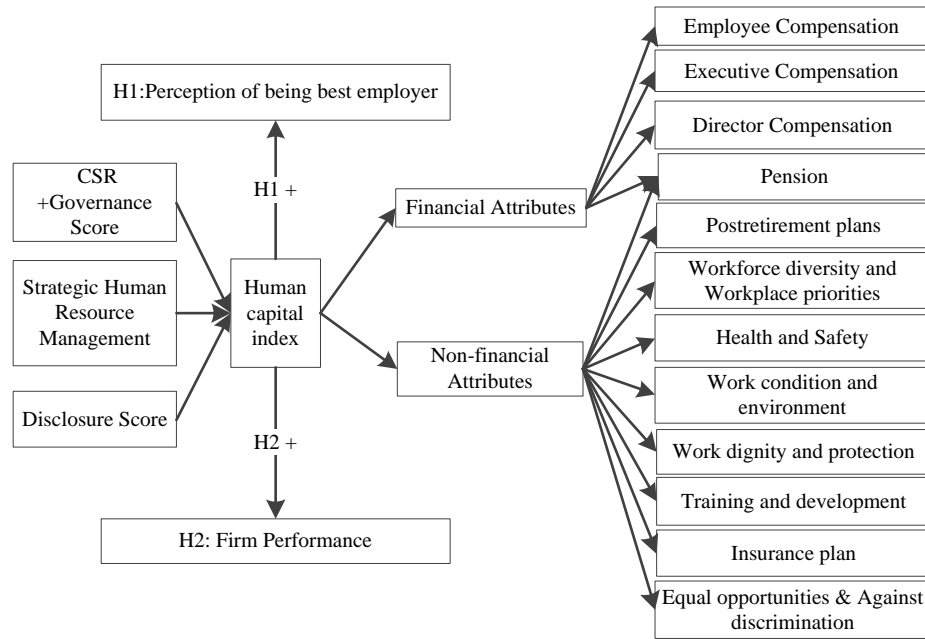 H1:Perception of being best employer
H1 +
CSR
+Governance
Score
Strategic Human
Resource
Management
Disclosure Score
Human
capital
index
H2 +
H2: Firm Performance
Financial Attributes
Non-financial
Attributes
Employee Compensation
Executive Compensation
Director Compensation
Pension
Postretirement plans
Workforce diversity and
Workplace priorities
Health and Safety
Work condition and
environment
Work dignity and protection
Training and development
Insurance plan
Equal opportunities & Against
discrimination